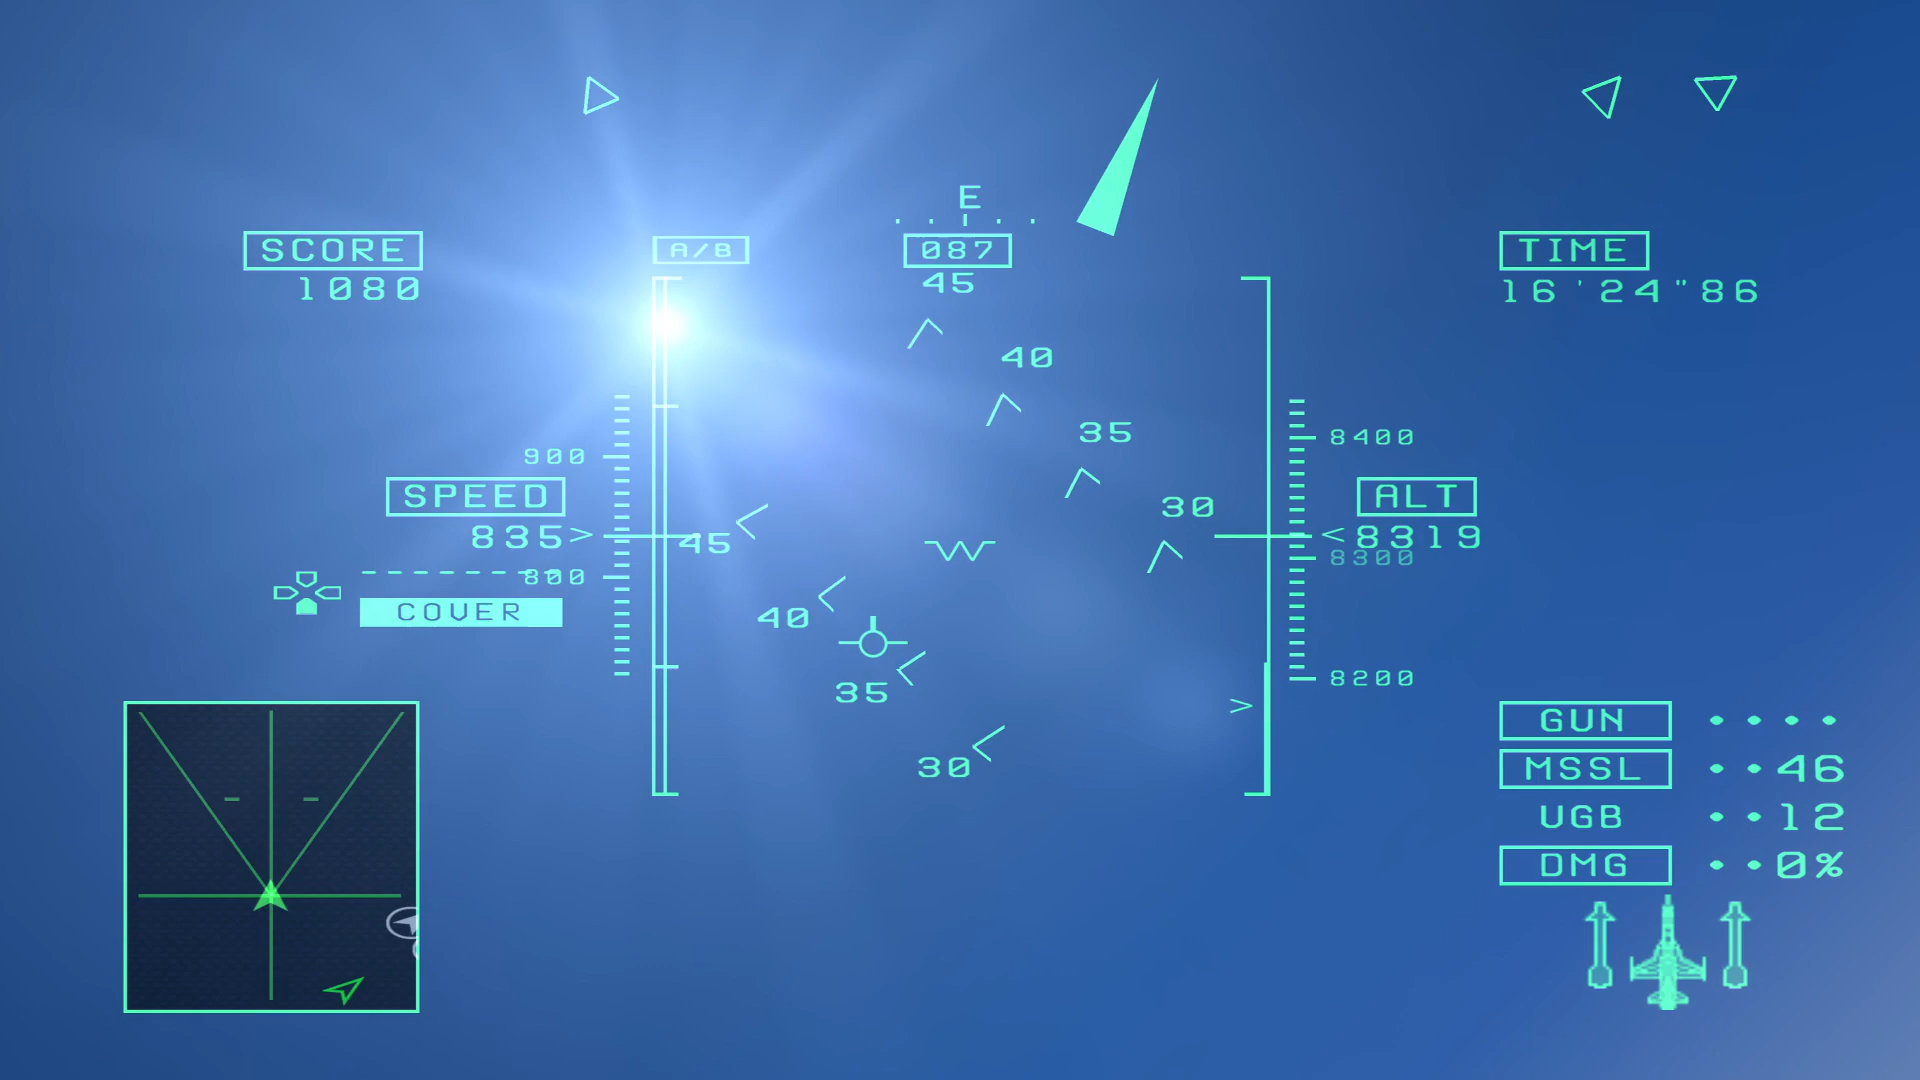 E
SCORE
1080
A/B
087
TIME
16'24"86
45
40
35
900
8400
SPEED
30
ALT
835>
45
<8319
8300
800
COVER
40
35
8200
>
GUN
30
MSSL 46
UGB 12
DMG 0%